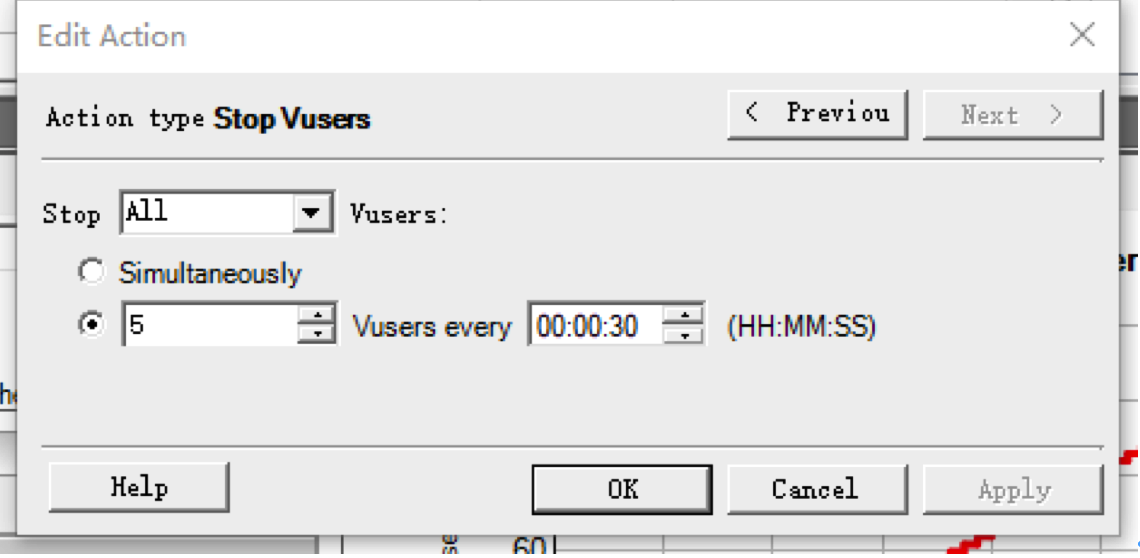 Edit Action
Action type Stop Vusers
< Previou
Next >
Stop All Vusers:
Simultaneously
5 Vusers every 00:00:30 (HH:MM:SS)
Help
OK
Cancel
Apply
60